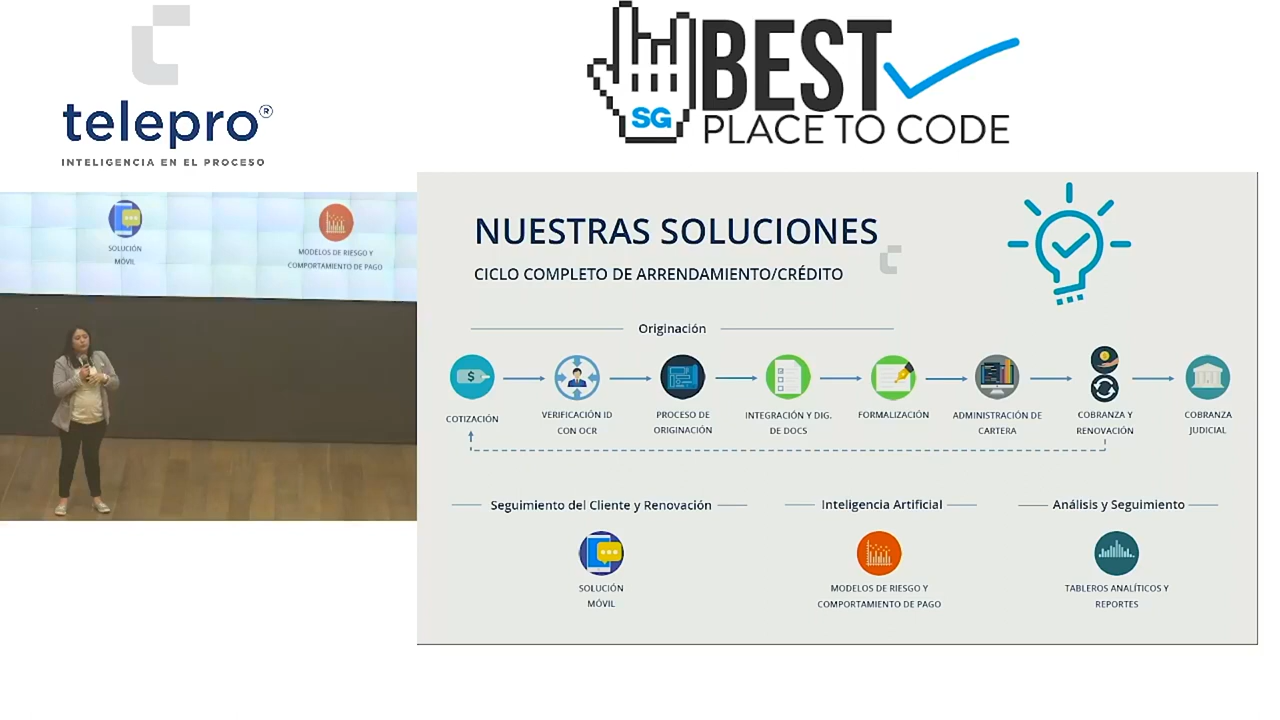 telepro®
INTELIGENCIA EN EL PROCESO
SG
BEST
PLACE TO CODE
SOLUCIÓN
MÓVIL
MODELOS DE RIESGO Y
COMPORTAMIENTO DE PAGO
NUESTRAS SOLUCIONES
CICLO COMPLETO DE ARRENDAMIENTO/CRÉDITO
Originación
$
COTIZACIÓN
VERIFICACIÓN ID
CON OCR
PROCESO DE
ORIGINACIÓN
INTEGRACIÓN Y DIG.
DE DOCS
FORMALIZACIÓN
ADMINISTRACIÓN DE
CARTERA
COBRANZA Y
RENOVACIÓN
COBRANZA
JUDICIAL
Seguimiento del Cliente y Renovación
SOLUCIÓN
MÓVIL
Inteligencia Artificial
MODELOS DE RIESGO Y
COMPORTAMIENTO DE PAGO
Análisis y Seguimiento
TABLEROS ANALÍTICOS Y
REPORTES